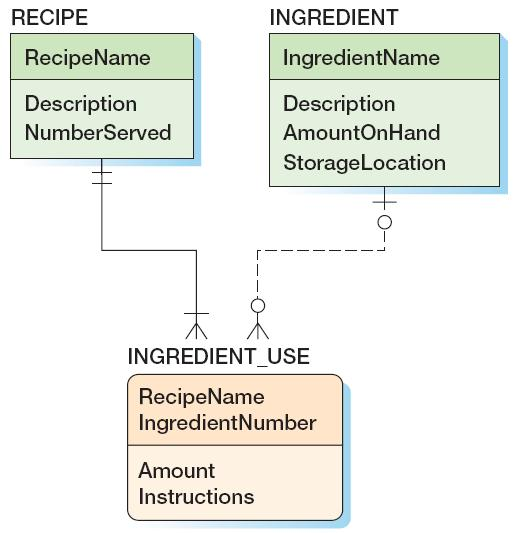 RECIPE
RecipeName
Description
NumberServed
INGREDIENT
IngredientName
Description
AmountOnHand
StorageLocation
INGREDIENT_USE
RecipeName
IngredientNumber
Amount
Instructions